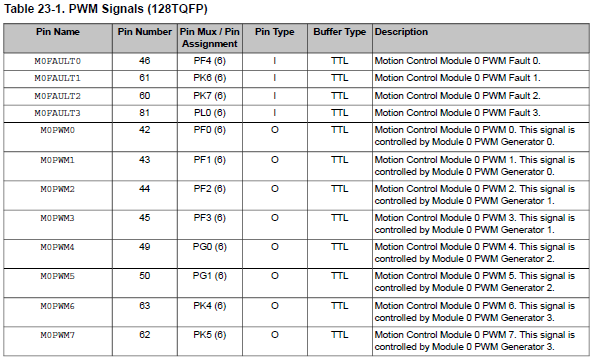 Table 23-1. PWM Signals (128TQFP)
Pin Name Pin Number Pin Mux / Pin Assignment Pin Type Buffer Type Description
M0FAULT0 46 PF4 (6) I TTL Motion Control Module 0 PWM Fault 0.
M0FAULT1 61 PK6 (6) I TTL Motion Control Module 0 PWM Fault 1.
M0FAULT2 60 PK7 (6) I TTL Motion Control Module 0 PWM Fault 2.
M0FAULT3 81 PL0 (6) I TTL Motion Control Module 0 PWM Fault 3.
M0PWM0 42 PF0 (6) O TTL Motion Control Module 0 PWM 0. This signal is
controlled by Module 0 PWM Generator 0.
M0PWM1 43 PF1 (6) O TTL Motion Control Module 0 PWM 1. This signal is
controlled by Module 0 PWM Generator 0.
M0PWM2 44 PF2 (6) O TTL Motion Control Module 0 PWM 2. This signal is
controlled by Module 0 PWM Generator 1.
M0PWM3 45 PF3 (6) O TTL Motion Control Module 0 PWM 3. This signal is
controlled by Module 0 PWM Generator 1.
M0PWM4 49 PG0 (6) O TTL Motion Control Module 0 PWM 4. This signal is
controlled by Module 0 PWM Generator 2.
M0PWM5 50 PG1 (6) O TTL Motion Control Module 0 PWM 5. This signal is
controlled by Module 0 PWM Generator 2.
M0PWM6 63 PK4 (6) O TTL Motion Control Module 0 PWM 6. This signal is
controlled by Module 0 PWM Generator 3.
M0PWM7 62 PK5 (6) O TTL Motion Control Module 0 PWM 7. This signal is
controlled by Module 0 PWM Generator 3.